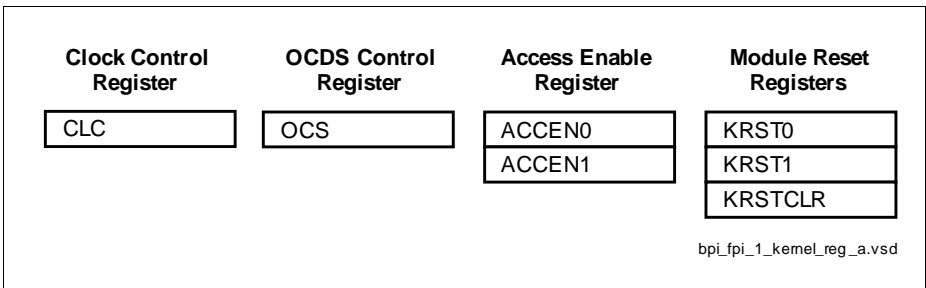 Clock Control
Register
CLC
OCDS Control
Register
OCS
Access Enable
Register
ACCEN0
ACCEN1
Module Reset
Registers
KRST0
KRST1
KRSTCLR
bpi_fpi_1_kernel_reg_a.vsd